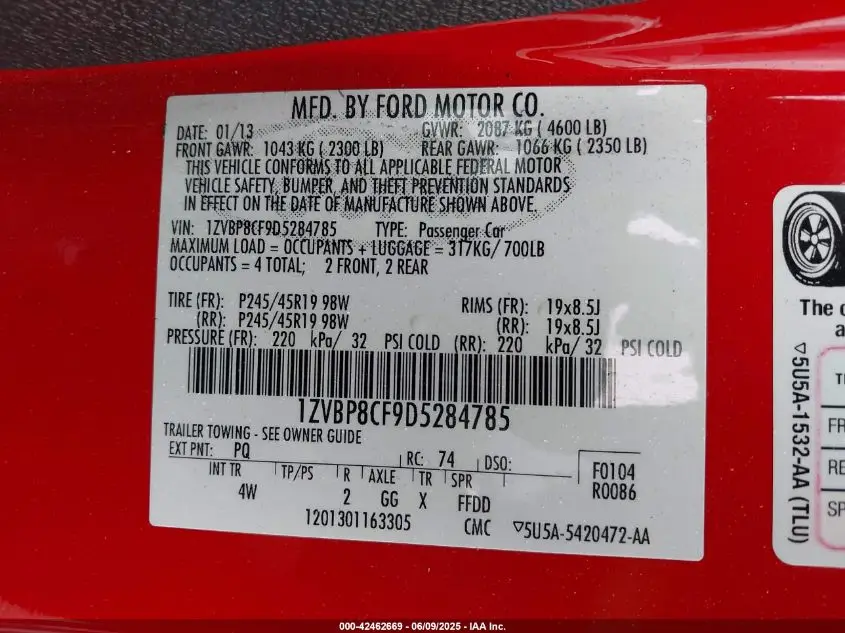 MFD. BY FORD MOTOR CO.
DATE: 01/13 GVWR: 2087 KG ( 4600 LB)
FRONT GAWR: 1043 KG ( 2300 LB) REAR GAWR: 1066 KG ( 2350 LB)
THIS VEHICLE CONFORMS TO ALL APPLICABLE FEDERAL MOTOR
VEHICLE SAFETY, BUMPER, AND THEFT PREVENTION STANDARDS
IN EFFECT ON THE DATE OF MANUFACTURE SHOWN ABOVE.
VIN: 1ZVBP8CF9D5284785 TYPE: Passenger Car
MAXIMUM LOAD = OCCUPANTS + LUGGAGE = 317KG/ 700LB
OCCUPANTS = 4 TOTAL; 2 FRONT, 2 REAR
TIRE (FR): P245/45R19 98W RIMS (FR): 19x8.5J
(RR): P245/45R19 98W (RR): 19x8.5J
PRESSURE (FR): 220 kPa/ 32 PSI COLD (RR): 220 kPa/ 32 PSI COLD
1ZVBP8CF9D5284785
TRAILER TOWING - SEE OWNER GUIDE
EXT PNT: PQ RC: 74 DSO:
INT TR TP/PS R AXLE TR SPR
4W 2 GG X FFDD
F0104
R0086
1201301163305 CMC ▽5U5A-5420472-AA
The
▽5U5A-1532-AA (TLU)
FR
RE
SP
000-42462669 - 06/09/2025 - IAA Inc.